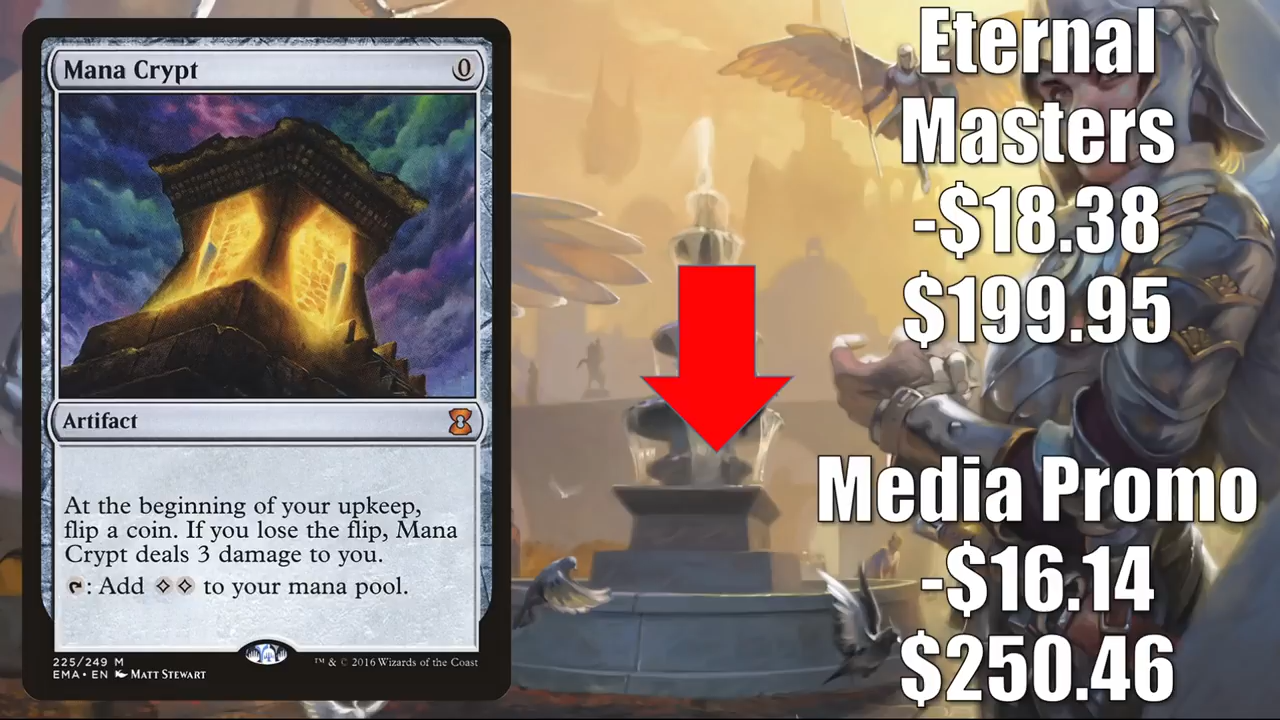 Mana Crypt
0
Artifact
At the beginning of your upkeep,
flip a coin. If you lose the flip, Mana
Crypt deals 3 damage to you.
: Add to your mana pool.
225/249 M
EMA • EN Matt Stewart
™ & © 2016 Wizards of the Coast
Eternal
Masters
-$18.38
$199.95
Media Promo
-$16.14
$250.46